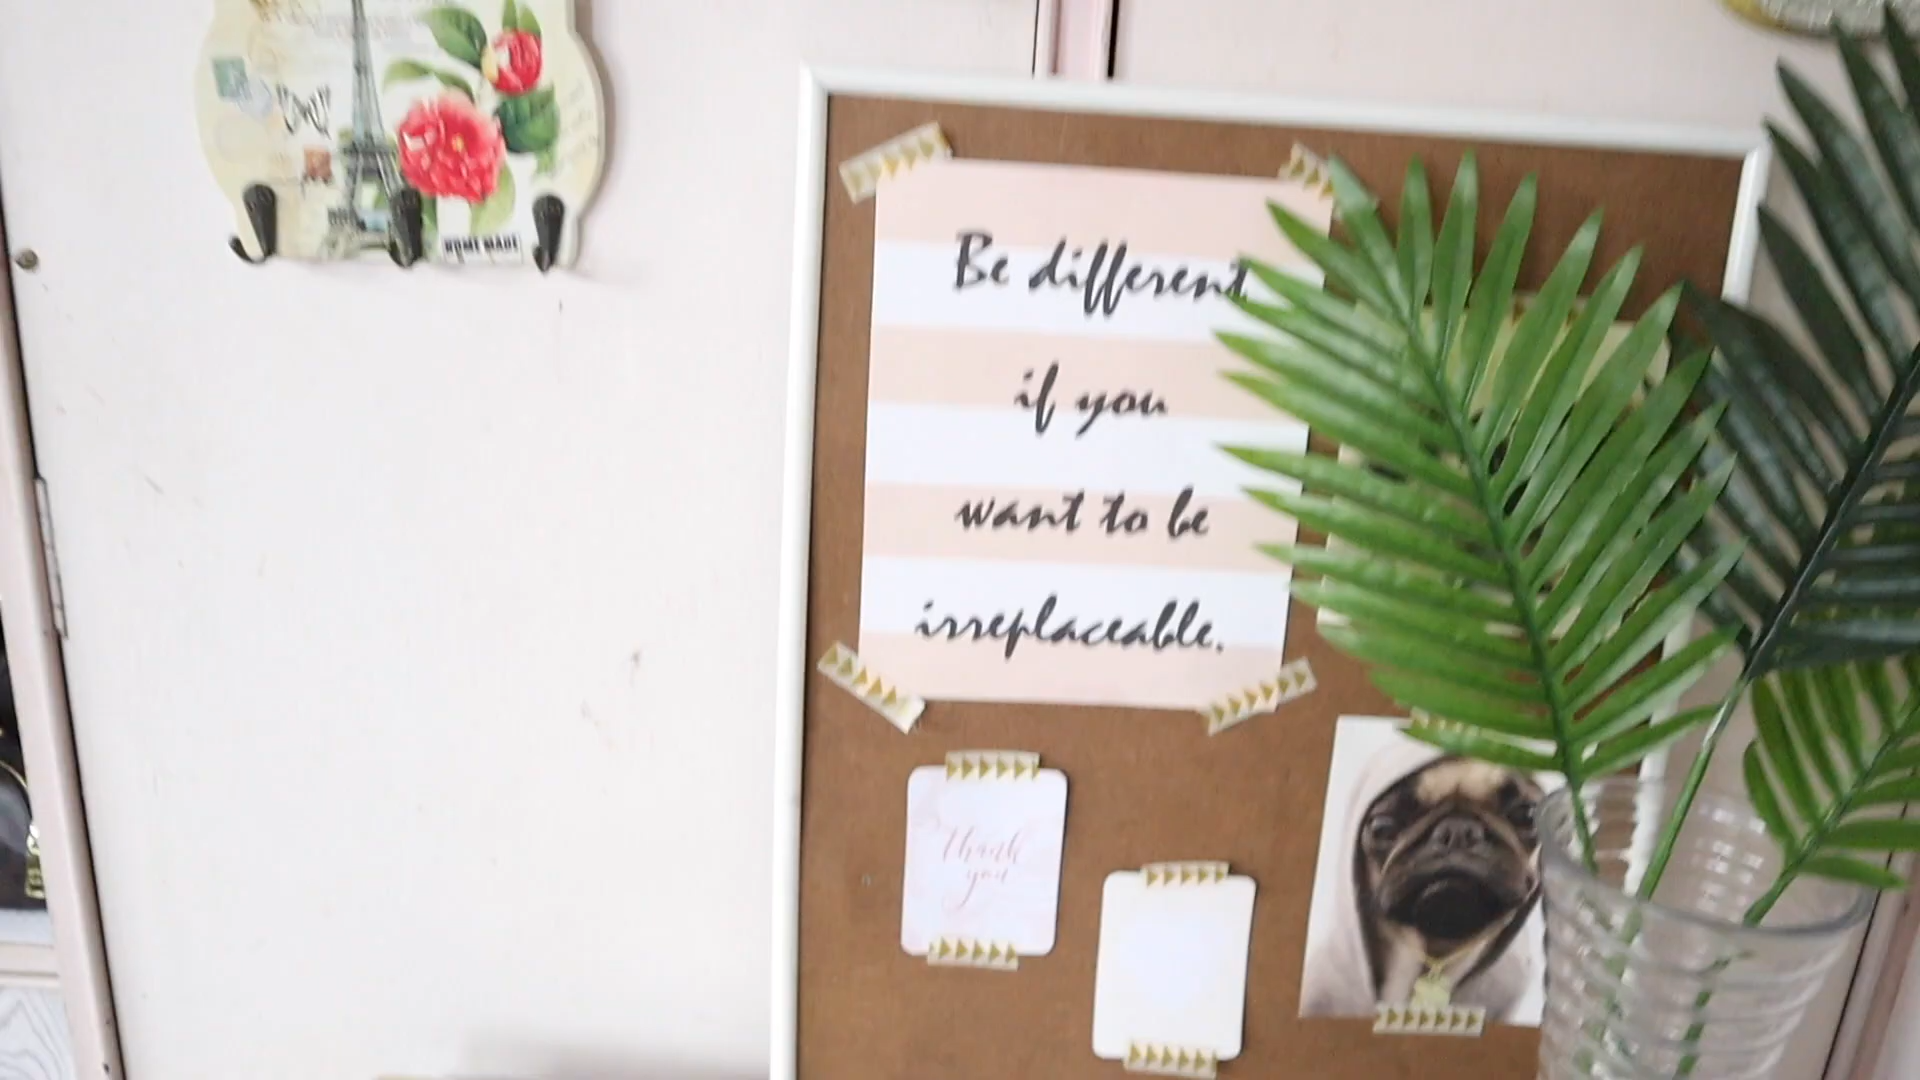 HOME MADE
Be different
if you
want to be
irreplaceable.
thank
you